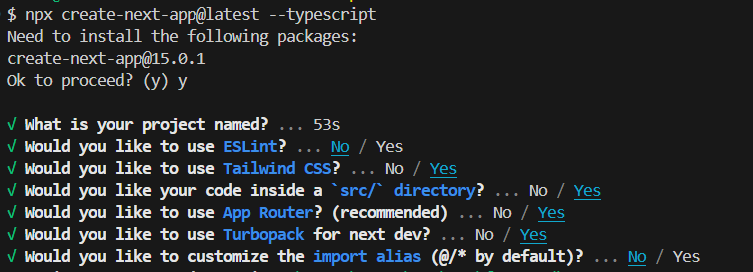 $ npx create-next-app@latest --typescript
Need to install the following packages:
create-next-app@15.0.1
Ok to proceed? (y) y
√ What is your project named? ... 53s
√ Would you like to use ESLint? ... No / Yes
√ Would you like to use Tailwind CSS? ... No / Yes
√ Would you like your code inside a `src/` directory? ... No / Yes
√ Would you like to use App Router? (recommended) ... No / Yes
√ Would you like to use Turbopack for next dev? ... No / Yes
√ Would you like to customize the import alias (@/* by default)? ... No / Yes